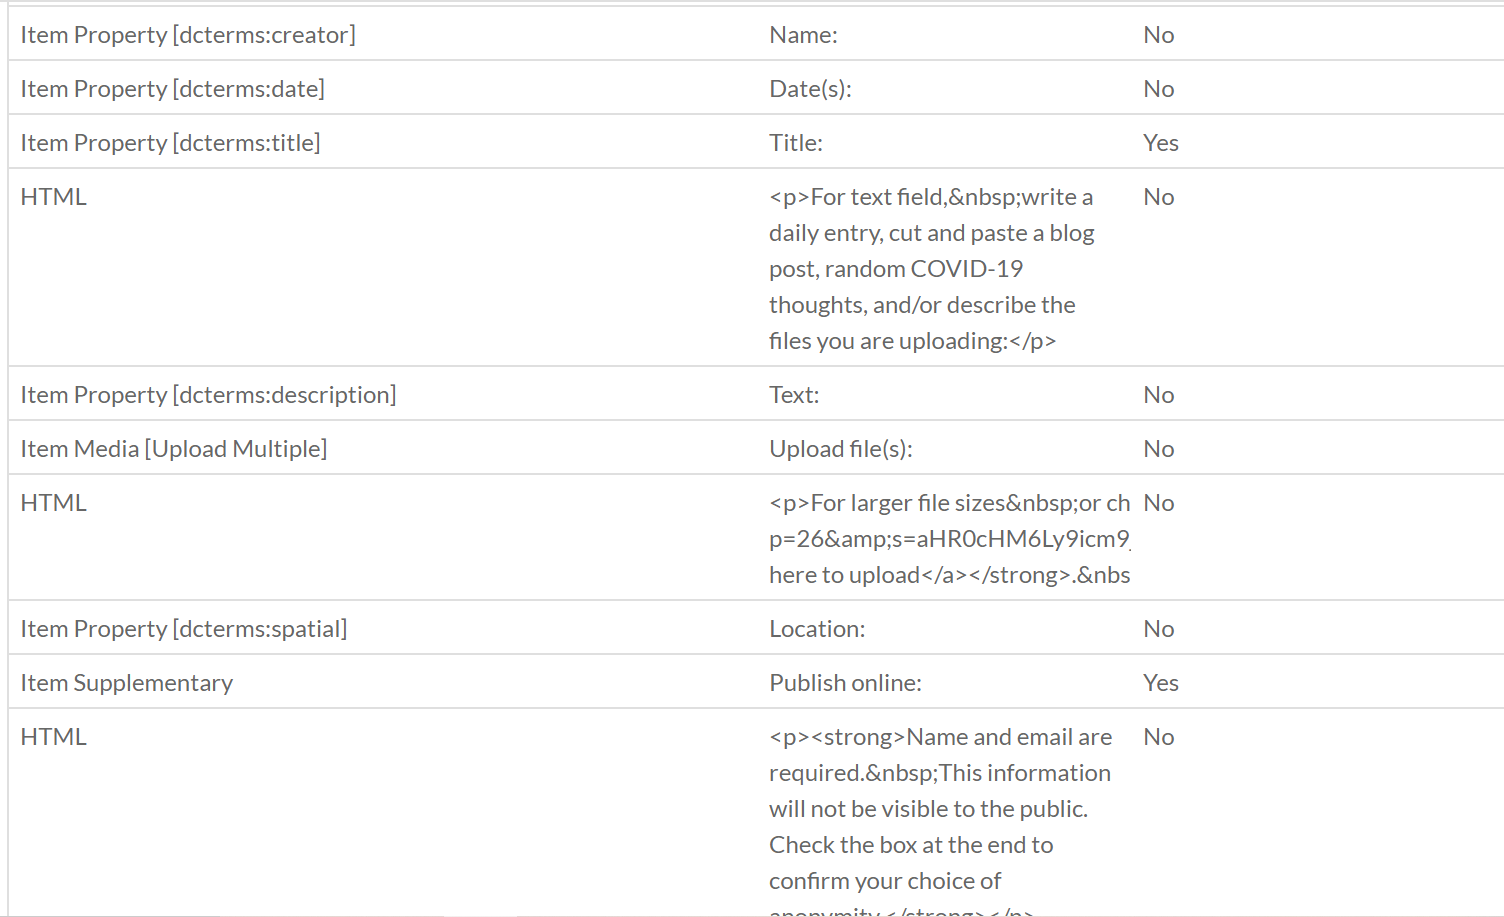 Item Property [dcterms:creator] Name: No
Item Property [dcterms:date] Date(s): No
Item Property [dcterms:title] Title: Yes
HTML <p>For text field,&nbsp;write a No
daily entry, cut and paste a blog
post, random COVID-19
thoughts, and/or describe the
files you are uploading:</p>
Item Property [dcterms:description] Text: No
Item Media [Upload Multiple] Upload file(s): No
HTML <p>For larger file sizes&nbsp;or ch No
p=26&amp;s=aHR0cHM6Ly9icm9
here to upload</a></strong>.&nbs
Item Property [dcterms:spatial] Location: No
Item Supplementary Publish online: Yes
HTML <p><strong>Name and email are No
required.&nbsp;This information
will not be visible to the public.
Check the box at the end to
confirm your choice of
anonymity.</strong></p>